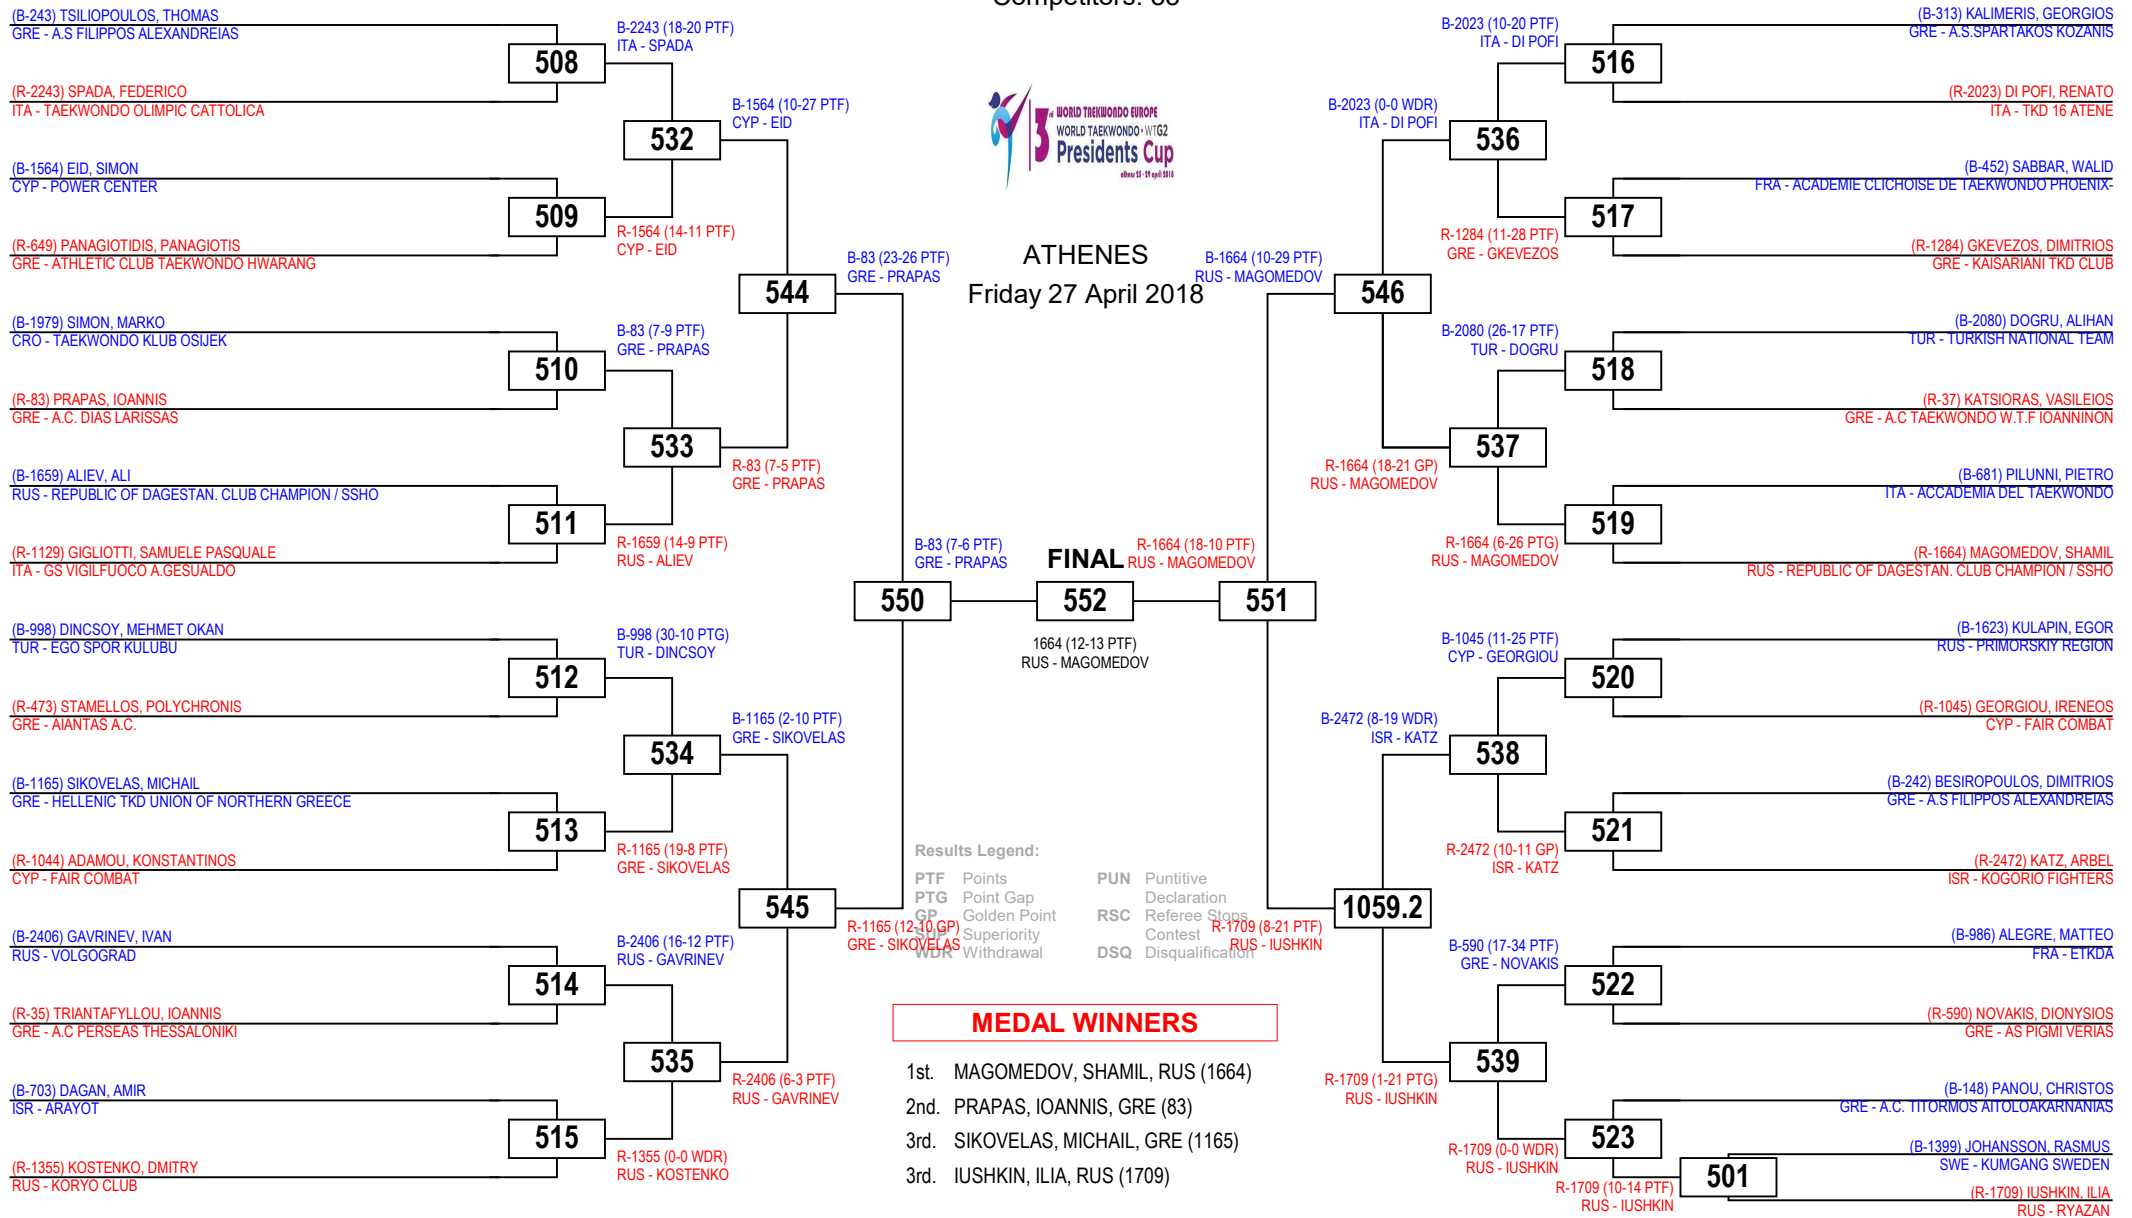 (B-243) TSILIOPOULOS, THOMAS
GRE - A.S FILIPPOS ALEXANDREIAS
(R-2243) SPADA, FEDERICO
ITA - TAEKWONDO OLIMPIC CATTOLICA
(B-1564) EID, SIMON
CYP - POWER CENTER
(R-649) PANAGIOTIDIS, PANAGIOTIS
GRE - ATHLETIC CLUB TAEKWONDO HWARANG
(B-1979) SIMON, MARKO
CRO - TAEKWONDO KLUB OSIJEK
(R-83) PRAPAS, IOANNIS
GRE - A.C. DIAS LARISSAS
(B-1659) ALIEV, ALI
RUS - REPUBLIC OF DAGESTAN. CLUB CHAMPION / SSHO
(R-1129) GIGLIOTTI, SAMUELE PASQUALE
ITA - GS VIGILFUOCO A.GESUALDO
(B-998) DINCSOY, MEHMET OKAN
TUR - EGO SPOR KULUBU
(R-473) STAMELLOS, POLYCHRONIS
GRE - AIANTAS A.C.
(B-1165) SIKOVELAS, MICHAIL
GRE - HELLENIC TKD UNION OF NORTHERN GREECE
(R-1044) ADAMOU, KONSTANTINOS
CYP - FAIR COMBAT
(B-2406) GAVRINEV, IVAN
RUS - VOLGOGRAD
(R-35) TRIANTAFYLLOU, IOANNIS
GRE - A.C PERSEAS THESSALONIKI
(B-703) DAGAN, AMIR
ISR - ARAYOT
(R-1355) KOSTENKO, DMITRY
RUS - KORYO CLUB
508
509
510
511
512
513
514
515
B-2243 (18-20 PTF)
ITA - SPADA
532
R-1564 (14-11 PTF)
CYP - EID
B-83 (7-9 PTF)
GRE - PRAPAS
533
R-1659 (14-9 PTF)
RUS - ALIEV
B-998 (30-10 PTG)
TUR - DINCSOY
534
R-1165 (19-8 PTF)
GRE - SIKOVELAS
B-2406 (16-12 PTF)
RUS - GAVRINEV
535
R-1355 (0-0 WDR)
RUS - KOSTENKO
B-1564 (10-27 PTF)
CYP - EID
544
R-83 (7-5 PTF)
GRE - PRAPAS
B-1165 (2-10 PTF)
GRE - SIKOVELAS
545
R-2406 (6-3 PTF)
RUS - GAVRINEV
B-83 (23-26 PTF)
GRE - PRAPAS
550
R-1165 (12-10 GP)
GRE - SIKOVELAS
3rd WORLD TAEKWONDO EUROPE
WORLD TAEKWONDO • WTG2
Presidents Cup
athens 25 - 29 april 2018
ATHENES
Friday 27 April 2018
B-83 (7-6 PTF)
GRE - PRAPAS
FINAL
R-1664 (18-10 PTF)
RUS - MAGOMEDOV
552
1664 (12-13 PTF)
RUS - MAGOMEDOV
Results Legend:
PTF Points
PTG Point Gap
GP Golden Point
SUP Superiority
WDR Withdrawal
PUN Puntitive
Declaration
RSC Referee Stops
Contest
DSQ Disqualification
MEDAL WINNERS
1st. MAGOMEDOV, SHAMIL, RUS (1664)
2nd. PRAPAS, IOANNIS, GRE (83)
3rd. SIKOVELAS, MICHAIL, GRE (1165)
3rd. IUSHKIN, ILIA, RUS (1709)
B-1664 (10-29 PTF)
RUS - MAGOMEDOV
551
R-1709 (8-21 PTF)
RUS - IUSHKIN
B-2023 (0-0 WDR)
ITA - DI POFI
546
R-1664 (18-21 GP)
RUS - MAGOMEDOV
B-2472 (8-19 WDR)
ISR - KATZ
1059.2
R-1709 (1-21 PTG)
RUS - IUSHKIN
B-2023 (10-20 PTF)
ITA - DI POFI
536
R-1284 (11-28 PTF)
GRE - GKEVEZOS
B-2080 (26-17 PTF)
TUR - DOGRU
537
R-1664 (6-26 PTG)
RUS - MAGOMEDOV
B-1045 (11-25 PTF)
CYP - GEORGIOU
538
R-2472 (10-11 GP)
ISR - KATZ
B-590 (17-34 PTF)
GRE - NOVAKIS
539
R-1709 (0-0 WDR)
RUS - IUSHKIN
516
517
518
519
520
521
522
523
R-1709 (10-14 PTF)
RUS - IUSHKIN
501
(B-313) KALIMERIS, GEORGIOS
GRE - A.S.SPARTAKOS KOZANIS
(R-2023) DI POFI, RENATO
ITA - TKD 16 ATENE
(B-452) SABBAR, WALID
FRA - ACADEMIE CLICHOISE DE TAEKWONDO PHOENIX-
(R-1284) GKEVEZOS, DIMITRIOS
GRE - KAISARIANI TKD CLUB
(B-2080) DOGRU, ALIHAN
TUR - TURKISH NATIONAL TEAM
(R-37) KATSIORAS, VASILEIOS
GRE - A.C TAEKWONDO W.T.F IOANNINON
(B-681) PILUNNI, PIETRO
ITA - ACCADEMIA DEL TAEKWONDO
(R-1664) MAGOMEDOV, SHAMIL
RUS - REPUBLIC OF DAGESTAN. CLUB CHAMPION / SSHO
(B-1623) KULAPIN, EGOR
RUS - PRIMORSKIY REGION
(R-1045) GEORGIOU, IRENEOS
CYP - FAIR COMBAT
(B-242) BESIROPOULOS, DIMITRIOS
GRE - A.S FILIPPOS ALEXANDREIAS
(R-2472) KATZ, ARBEL
ISR - KOGORIO FIGHTERS
(B-986) ALEGRE, MATTEO
FRA - ETKDA
(R-590) NOVAKIS, DIONYSIOS
GRE - AS PIGMI VERIAS
(B-148) PANOU, CHRISTOS
GRE - A.C. TITORMOS AITOLOAKARNANIAS
(B-1399) JOHANSSON, RASMUS
SWE - KUMGANG SWEDEN
(R-1709) IUSHKIN, ILIA
RUS - RYAZAN